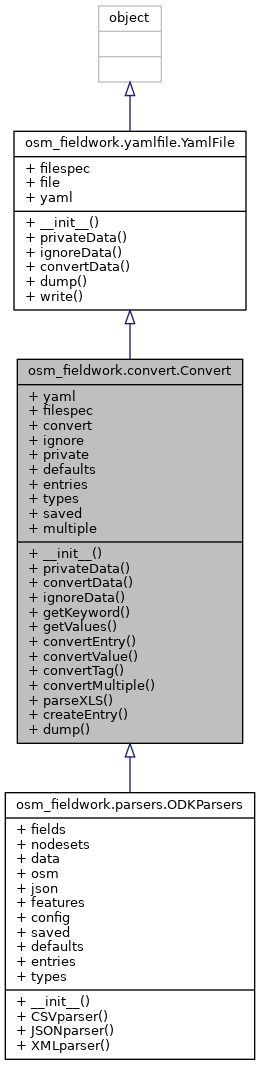 object
osm_fieldwork.yamlfile.YamlFile
+ filespec
+ file
+ yaml
+ __init__()
+ privateData()
+ ignoreData()
+ convertData()
+ dump()
+ write()
osm_fieldwork.convert.Convert
+ yaml
+ filespec
+ convert
+ ignore
+ private
+ defaults
+ entries
+ types
+ saved
+ multiple
+ __init__()
+ privateData()
+ convertData()
+ ignoreData()
+ getKeyword()
+ getValues()
+ convertEntry()
+ convertValue()
+ convertTag()
+ convertMultiple()
+ parseXLS()
+ createEntry()
+ dump()
osm_fieldwork.parsers.ODKParsers
+ fields
+ nodesets
+ data
+ osm
+ json
+ features
+ config
+ saved
+ defaults
+ entries
+ types
+ __init__()
+ CSVparser()
+ JSONparser()
+ XMLparser()